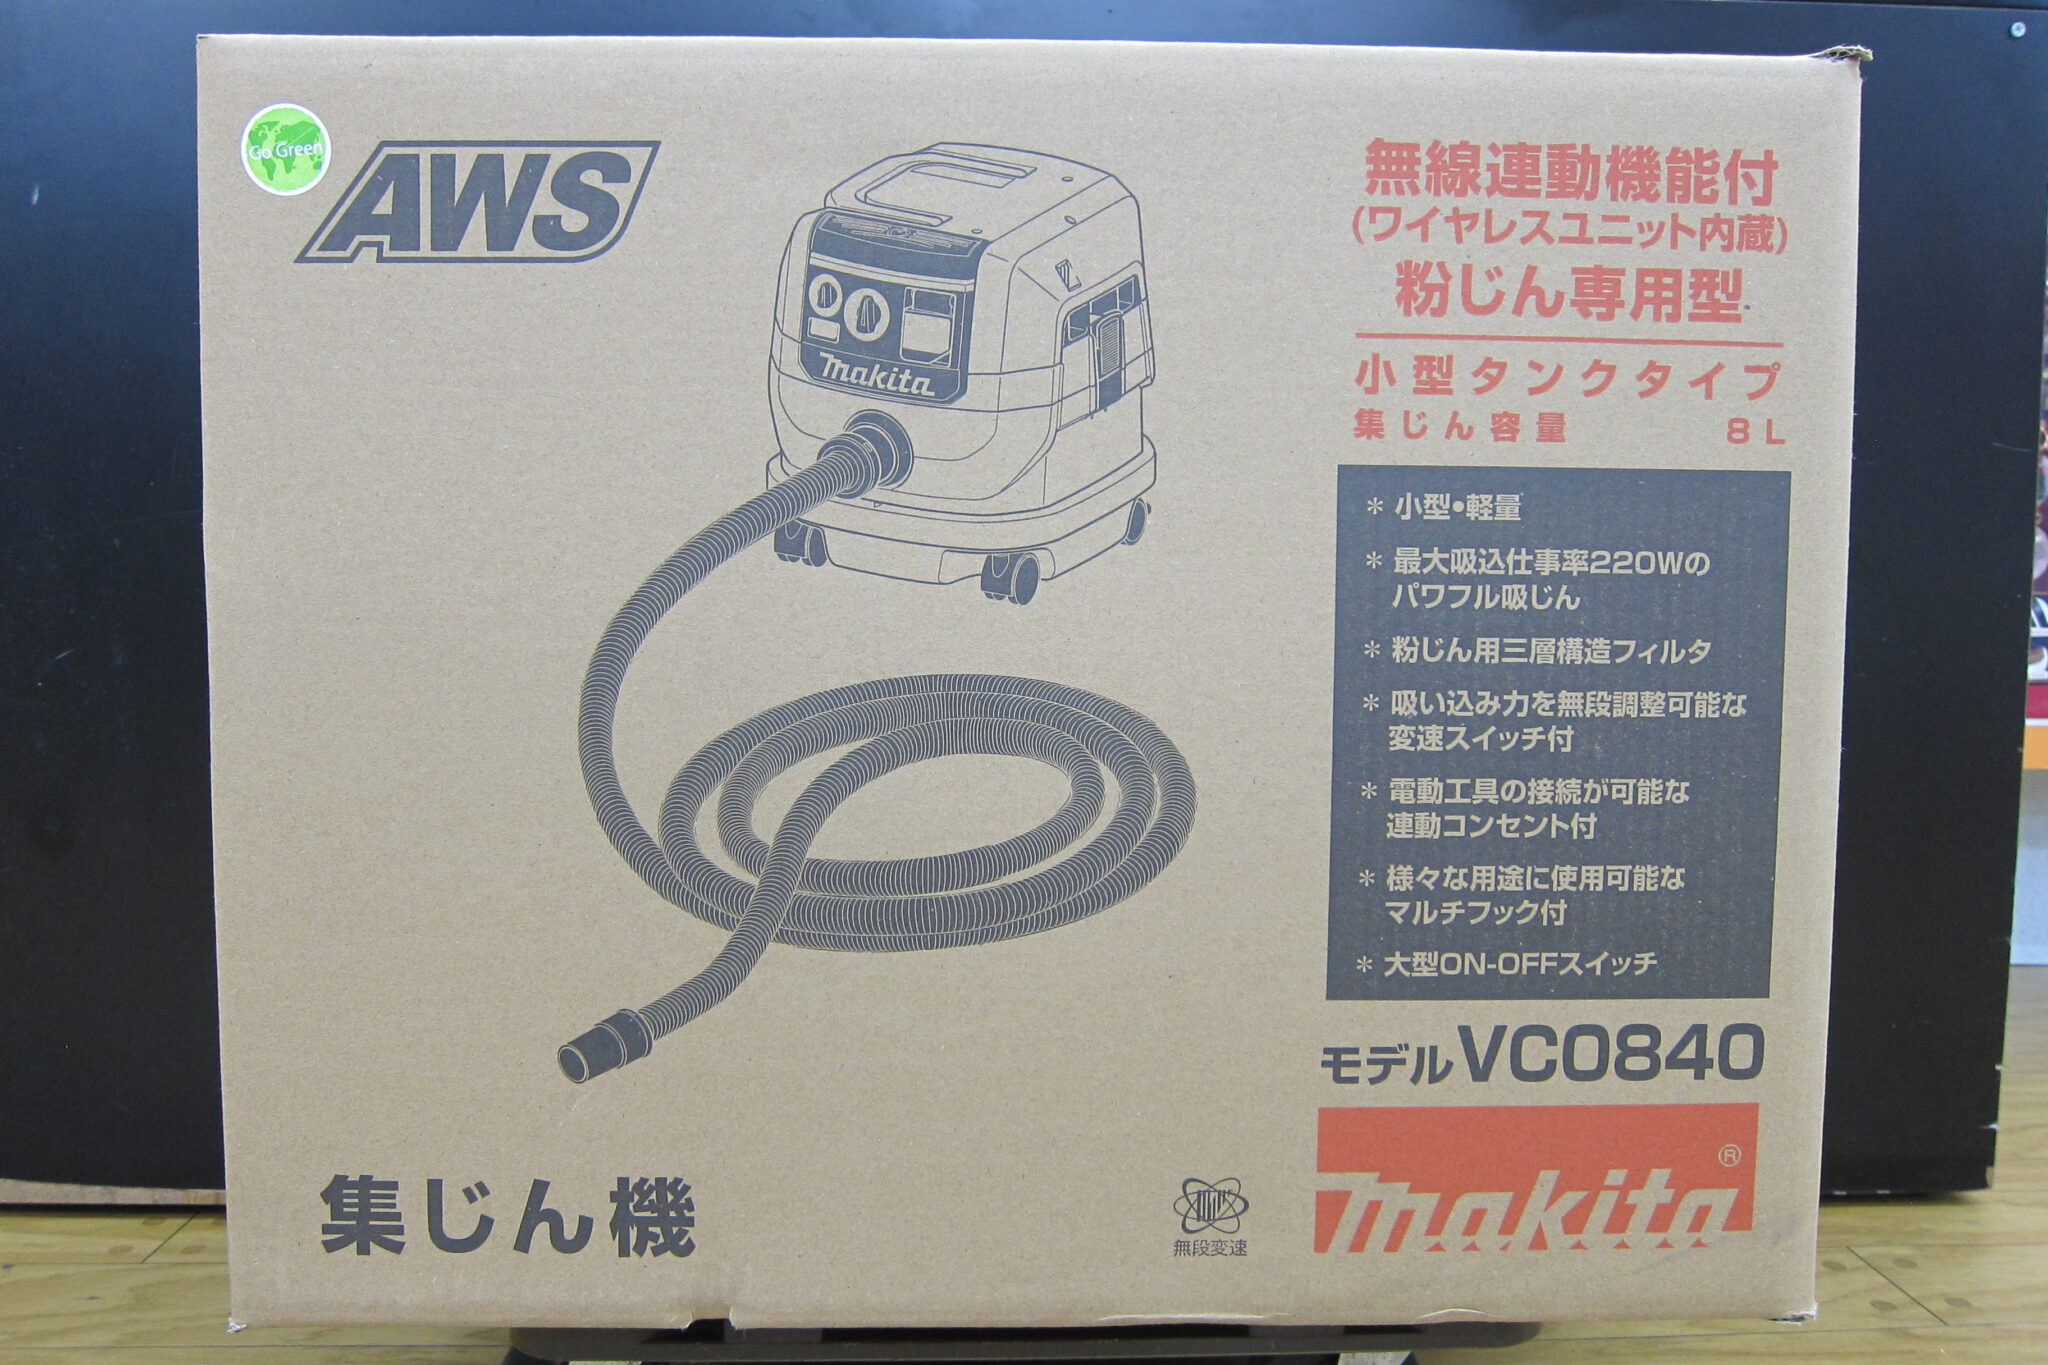 Go Green
AWS
makita
無線連動機能付
(ワイヤレスユニット内蔵)
粉じん専用型
小型タンクタイプ
集じん容量 8L
＊小型・軽量
＊最大吸込仕事率220Wの
パワフル吸じん
＊粉じん用三層構造フィルタ
＊吸い込み力を無段調整可能な
変速スイッチ付
＊電動工具の接続が可能な
連動コンセント付
＊様々な用途に使用可能な
マルチフック付
＊大型ON-OFFスイッチ
モデルVC0840
makita®
無段変速
集じん機